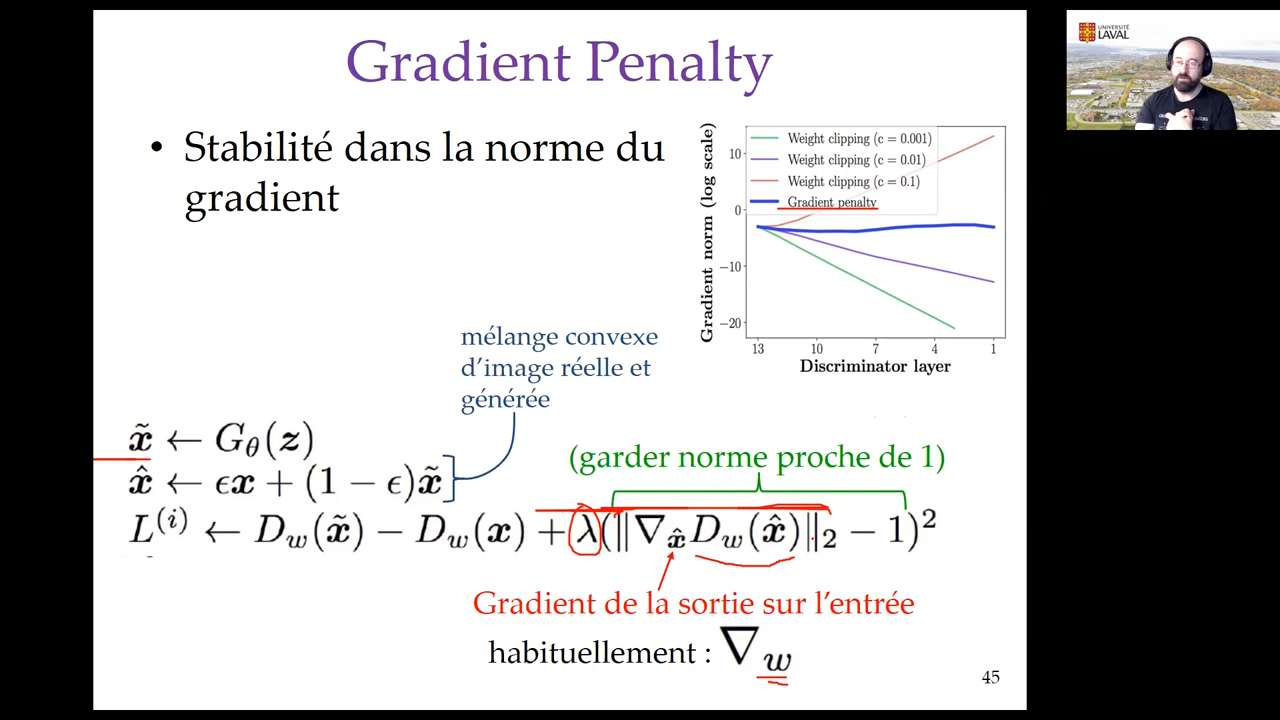 Gradient Penalty
UNIVERSITÉ
LAVAL
• Stabilité dans la norme du
gradient
Gradient norm (log scale)
10
0
−10
−20
Weight clipping (c = 0.001)
Weight clipping (c = 0.01)
Weight clipping (c = 0.1)
Gradient penalty
13 10 7 4 1
Discriminator layer
mélange convexe
d'image réelle et
générée
x̃ ← G_θ(z)
x̂ ← ϵx + (1 − ϵ)x̃
(garder norme proche de 1)
L^(i) ← D_w(x̃) − D_w(x) + λ(‖∇_x̂ D_w(x̂)‖₂ − 1)²
Gradient de la sortie sur l'entrée
habituellement : ∇_w
45